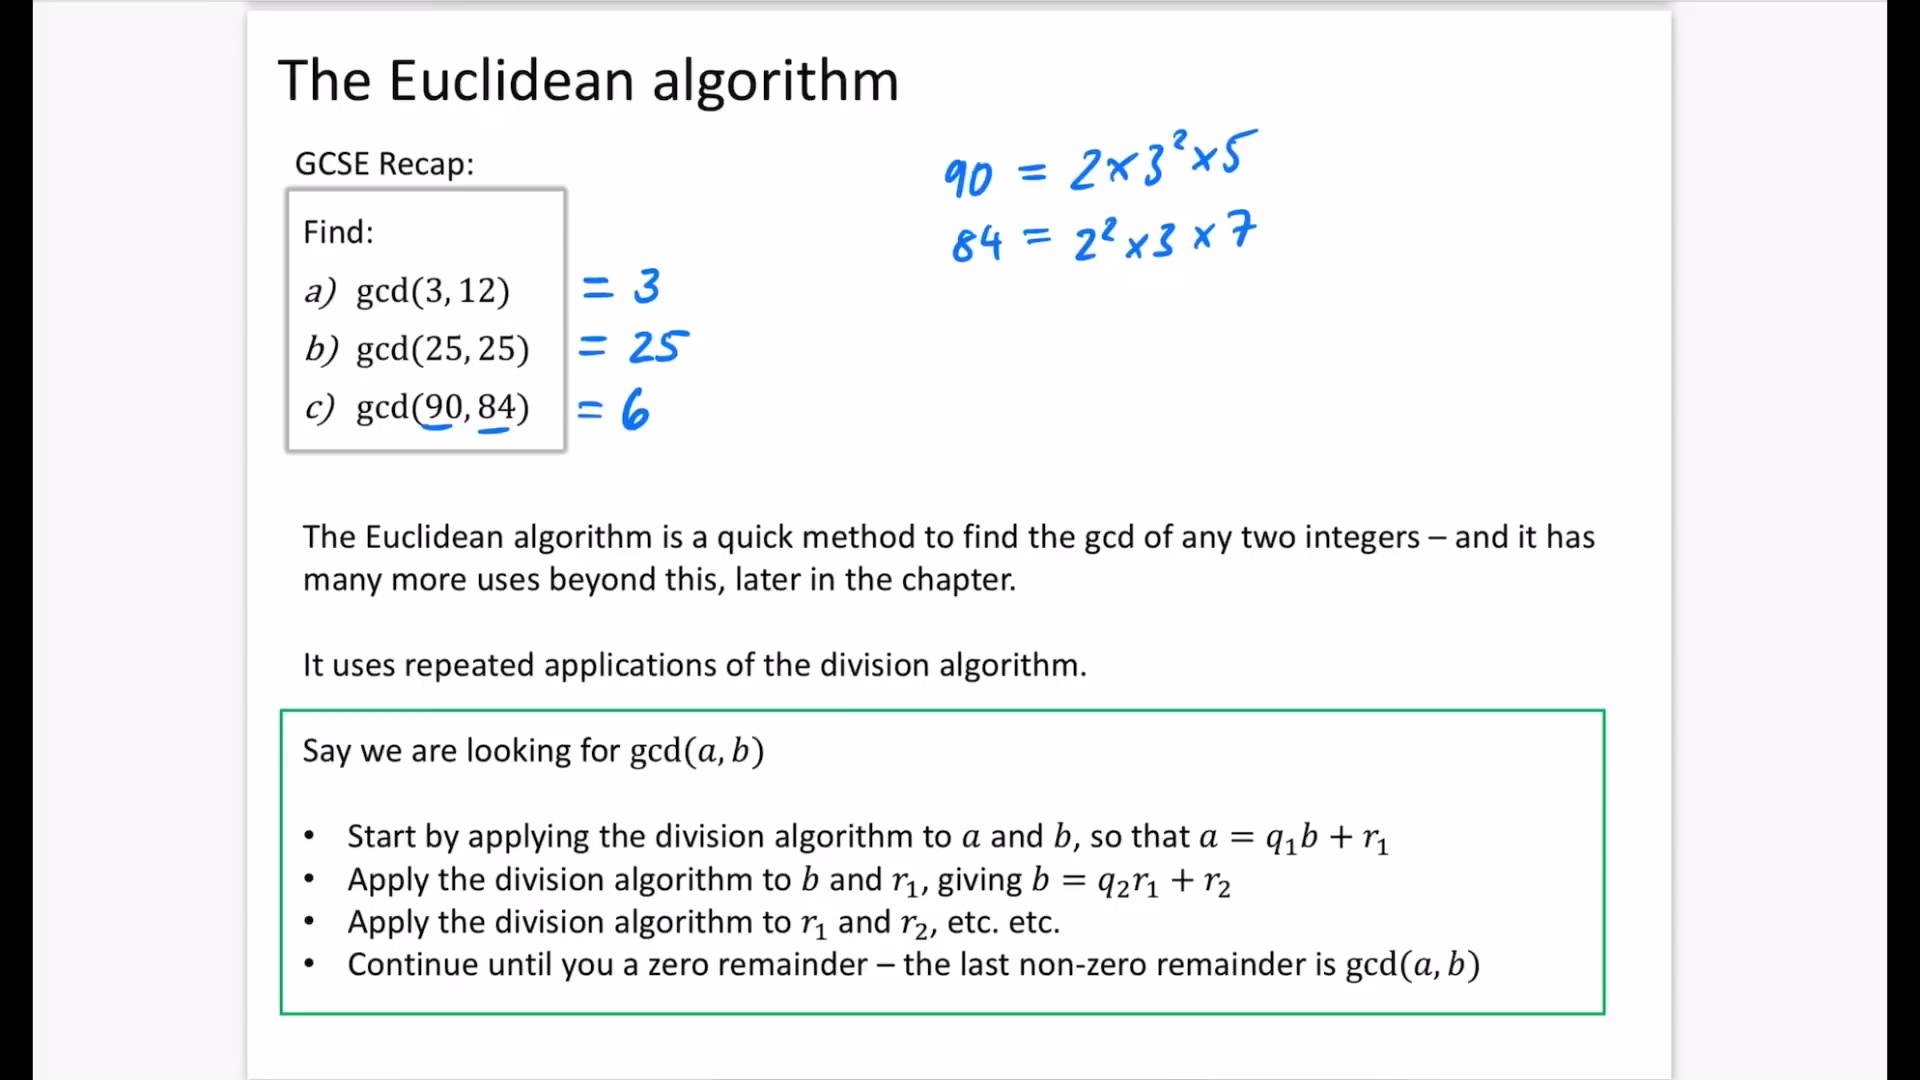 The Euclidean algorithm
GCSE Recap:
Find:
a) gcd(3, 12) = 3
b) gcd(25, 25) = 25
c) gcd(90, 84) = 6
90 = 2 × 3² × 5
84 = 2² × 3 × 7
The Euclidean algorithm is a quick method to find the gcd of any two integers – and it has
many more uses beyond this, later in the chapter.
It uses repeated applications of the division algorithm.
Say we are looking for gcd(a, b)
• Start by applying the division algorithm to a and b, so that a = q₁b + r₁
• Apply the division algorithm to b and r₁, giving b = q₂r₁ + r₂
• Apply the division algorithm to r₁ and r₂, etc. etc.
• Continue until you a zero remainder – the last non-zero remainder is gcd(a, b)